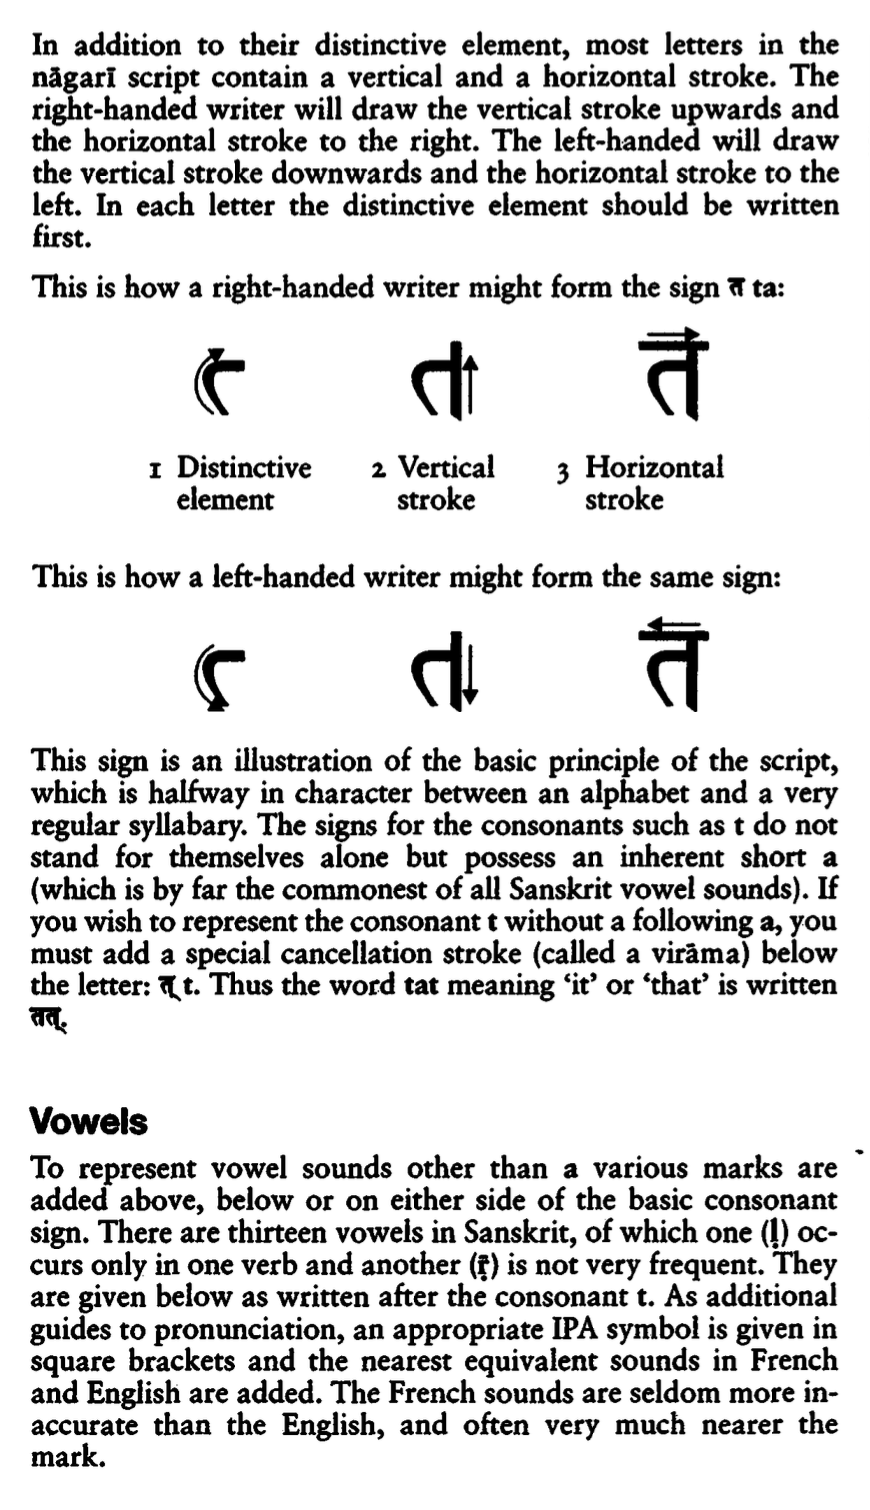 In addition to their distinctive element, most letters in the
nāgarī script contain a vertical and a horizontal stroke. The
right-handed writer will draw the vertical stroke upwards and
the horizontal stroke to the right. The left-handed will draw
the vertical stroke downwards and the horizontal stroke to the
left. In each letter the distinctive element should be written
first.
This is how a right-handed writer might form the sign त ta:
त
1 Distinctive 2 Vertical 3 Horizontal
element stroke stroke
This is how a left-handed writer might form the same sign:
त
This sign is an illustration of the basic principle of the script,
which is halfway in character between an alphabet and a very
regular syllabary. The signs for the consonants such as t do not
stand for themselves alone but possess an inherent short a
(which is by far the commonest of all Sanskrit vowel sounds). If
you wish to represent the consonant t without a following a, you
must add a special cancellation stroke (called a virāma) below
the letter: त् t. Thus the word tat meaning ‘it’ or ‘that’ is written
तत्.
Vowels
To represent vowel sounds other than a various marks are
added above, below or on either side of the basic consonant
sign. There are thirteen vowels in Sanskrit, of which one (ḷ) oc-
curs only in one verb and another (ṝ) is not very frequent. They
are given below as written after the consonant t. As additional
guides to pronunciation, an appropriate IPA symbol is given in
square brackets and the nearest equivalent sounds in French
and English are added. The French sounds are seldom more in-
accurate than the English, and often very much nearer the
mark.